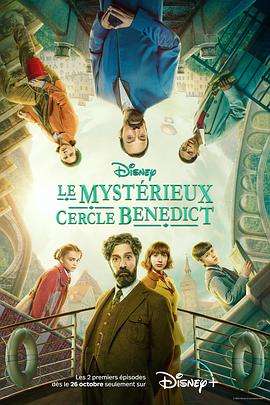 Disney
LE MYSTÉRIEUX
CERCLE BENEDICT
Les 2 premiers épisodes
dès le 26 octobre seulement sur
Disney+